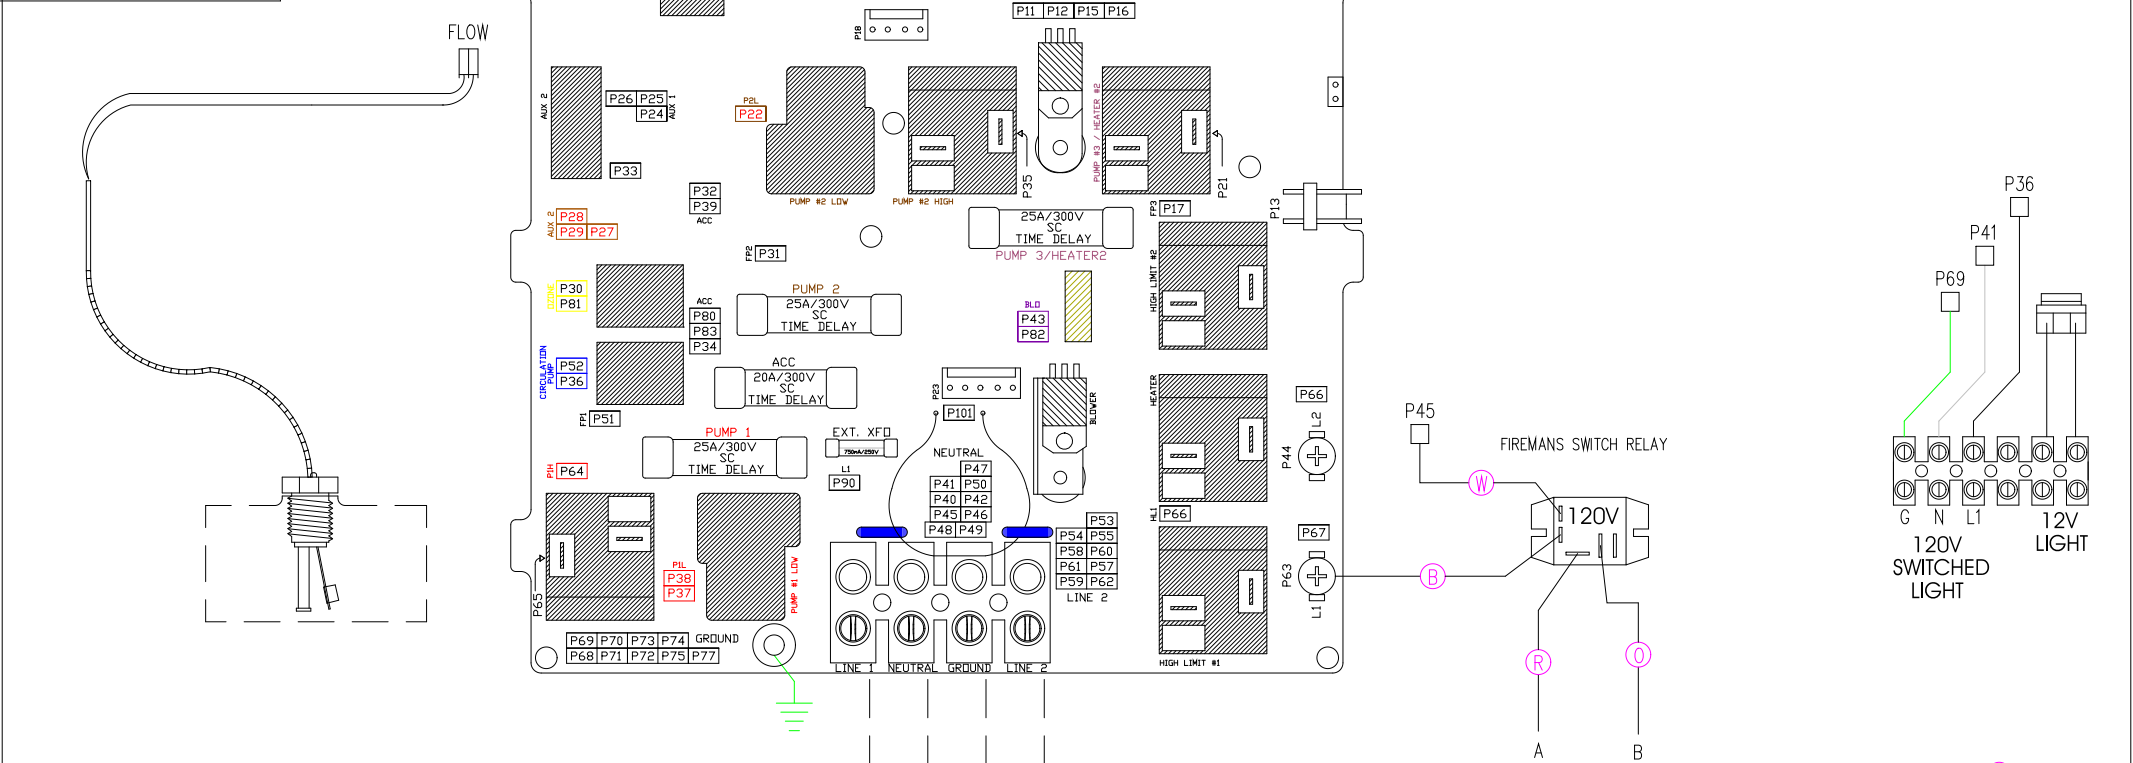 FLOW
P18
P11 P12 P15 P16
AUX 2
P26 P25
P24
AUX 1
P33
P2L
P22
PUMP #2 LOW
PUMP #2 HIGH
P35
PUMP #3 / HEATER #2
P21
P32
P39
ACC
AUX 2
P28
P29 P27
FP2
P31
25A/300V
SC
TIME DELAY
PUMP 3/HEATER2
FP3
P17
P13
HIGH LIMIT #2
OZONE
P30
P81
ACC
P80
P83
P34
PUMP 2
25A/300V
SC
TIME DELAY
BLO
P43
P82
CIRCULATION
PUMP
P52
P36
FP1
P51
ACC
20A/300V
SC
TIME DELAY
P23
P101
BLOWER
HEATER
P66
L2
P44
PUMP 1
25A/300V
SC
TIME DELAY
EXT. XFO
750mA/250V
L1
P90
P1H
P64
NEUTRAL
P47
P41 P50
P40 P42
P45 P46
P48 P49
HL1
P66
P53
P54 P55
P58 P60
P61 P57
P59 P62
LINE 2
P67
P63
L1
P65
P1L
P38
P37
PUMP #1 LOW
P69 P70 P73 P74 GROUND
P68 P71 P72 P75 P77
LINE 1 NEUTRAL GROUND LINE 2
HIGH LIMIT #1
P45
FIREMANS SWITCH RELAY
W
120V
B
R
O
A
B
P36
P41
P69
G N L1
120V
SWITCHED
LIGHT
12V
LIGHT